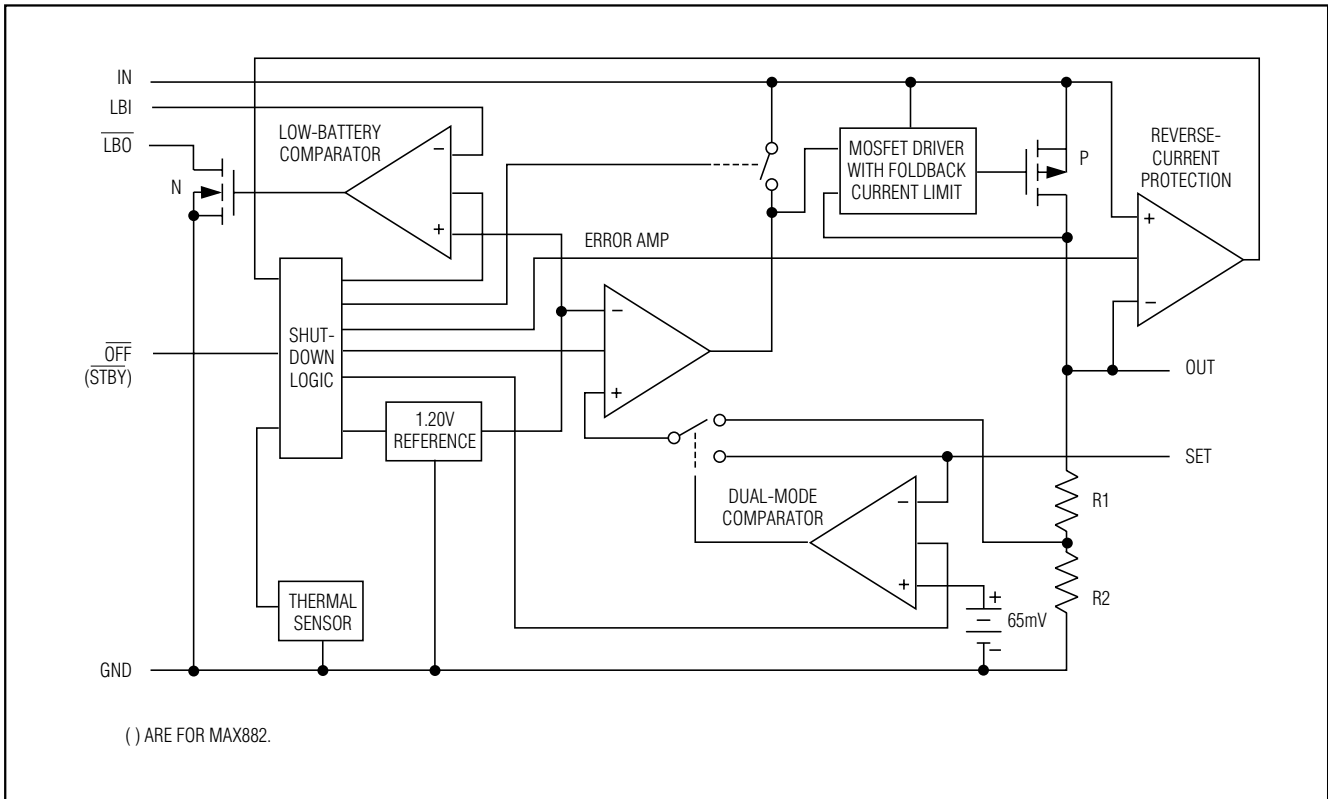 IN
LBI
LBO
LOW-BATTERY
COMPARATOR
N
−
+
MOSFET DRIVER
WITH FOLDBACK
CURRENT LIMIT
P
REVERSE-
CURRENT
PROTECTION
+
−
ERROR AMP
−
+
SHUT-
DOWN
LOGIC
OFF
(STBY)
1.20V
REFERENCE
OUT
SET
DUAL-MODE
COMPARATOR
−
+
R1
R2
+
65mV
−
THERMAL
SENSOR
GND
( ) ARE FOR MAX882.